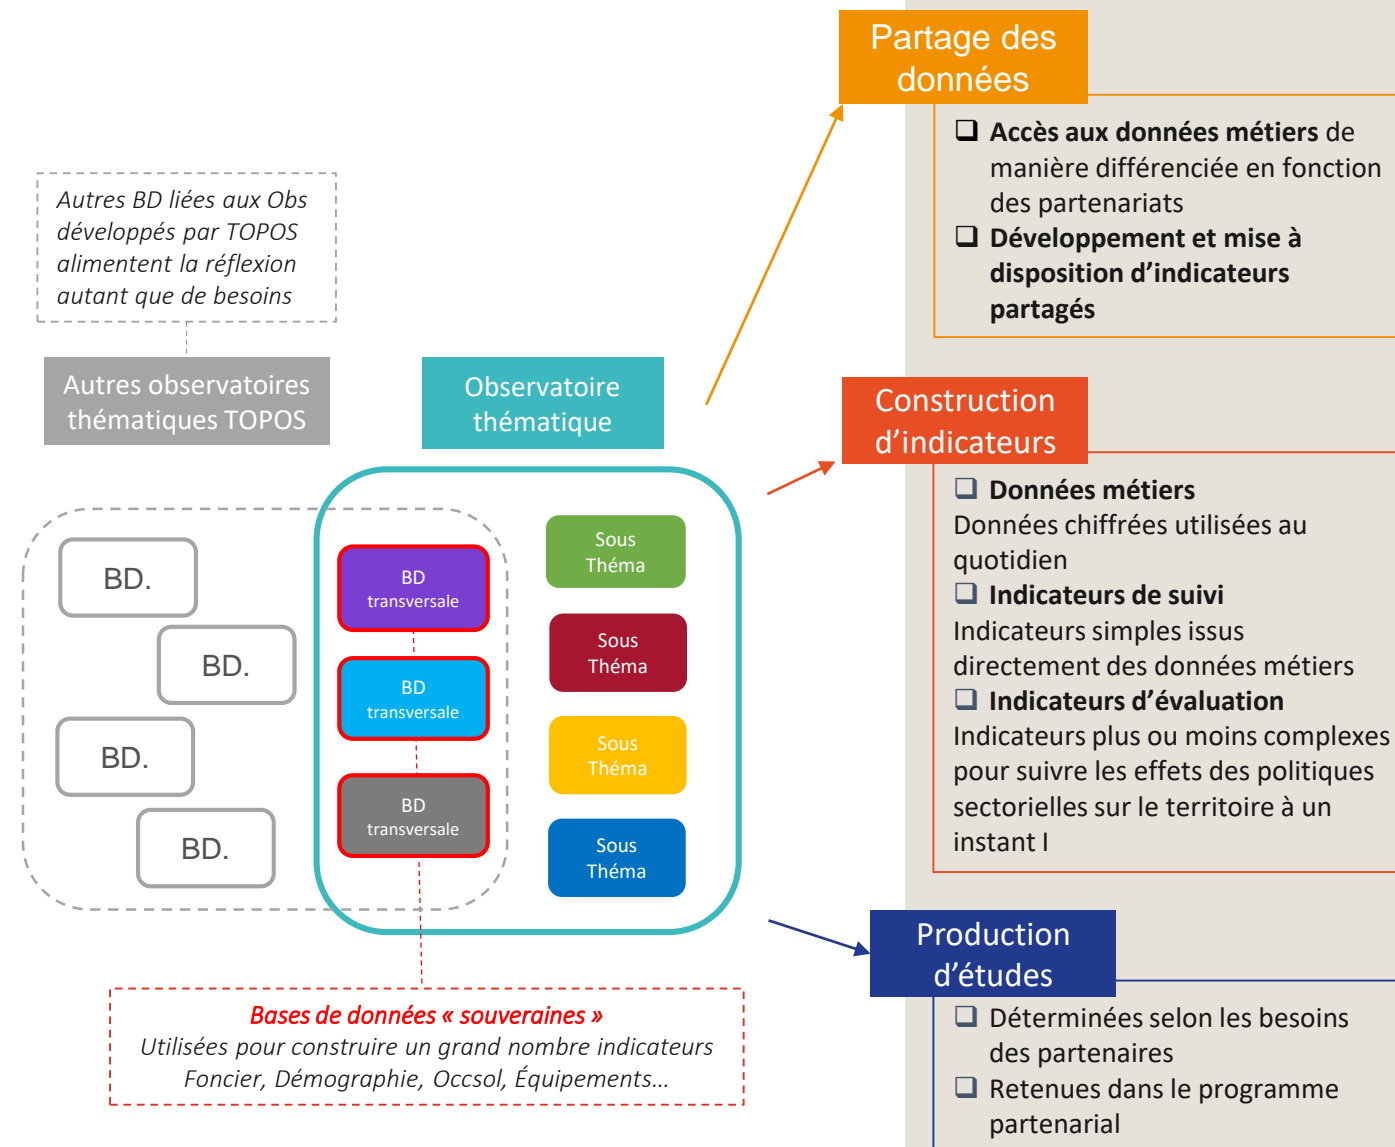 Partage des
données
❑ Accès aux données métiers de
manière différenciée en fonction
des partenariats
❑ Développement et mise à
disposition d’indicateurs
partagés
Autres BD liées aux Obs
développés par TOPOS
alimentent la réflexion
autant que de besoins
Autres observatoires
thématiques TOPOS
Observatoire
thématique
Construction
d’indicateurs
❑ Données métiers
Données chiffrées utilisées au
quotidien
❑ Indicateurs de suivi
Indicateurs simples issus
directement des données métiers
❑ Indicateurs d’évaluation
Indicateurs plus ou moins complexes
pour suivre les effets des politiques
sectorielles sur le territoire à un
instant I
BD.
BD.
BD.
BD.
BD
transversale
BD
transversale
BD
transversale
Sous
Théma
Sous
Théma
Sous
Théma
Sous
Théma
Production
d’études
❑ Déterminées selon les besoins
des partenaires
❑ Retenues dans le programme
partenarial
Bases de données « souveraines »
Utilisées pour construire un grand nombre indicateurs
Foncier, Démographie, Occsol, Équipements…